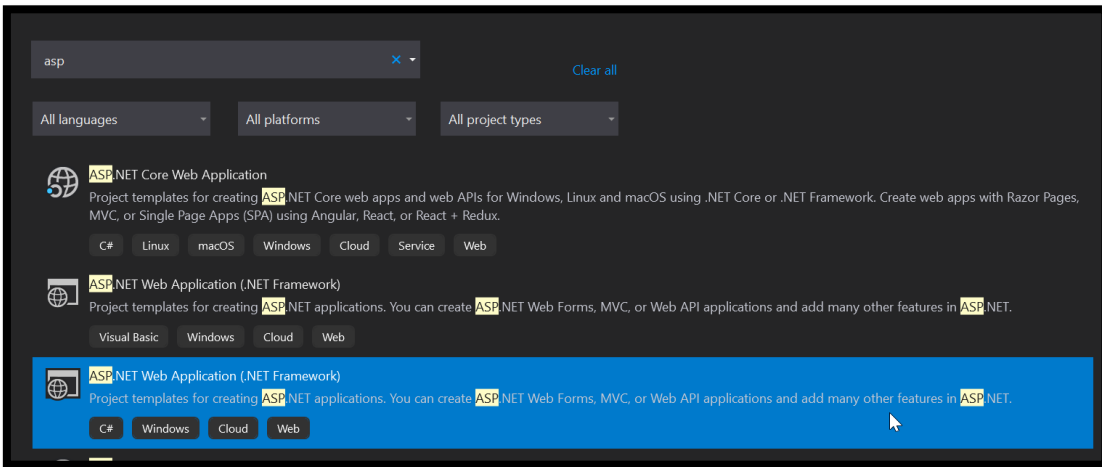 asp
Clear all
All languages
All platforms
All project types
ASP.NET Core Web Application
Project templates for creating ASP.NET Core web apps and web APIs for Windows, Linux and macOS using .NET Core or .NET Framework. Create web apps with Razor Pages,
MVC, or Single Page Apps (SPA) using Angular, React, or React + Redux.
C# Linux macOS Windows Cloud Service Web
ASP.NET Web Application (.NET Framework)
Project templates for creating ASP.NET applications. You can create ASP.NET Web Forms, MVC, or Web API applications and add many other features in ASP.NET.
Visual Basic Windows Cloud Web
ASP.NET Web Application (.NET Framework)
Project templates for creating ASP.NET applications. You can create ASP.NET Web Forms, MVC, or Web API applications and add many other features in ASP.NET.
C# Windows Cloud Web